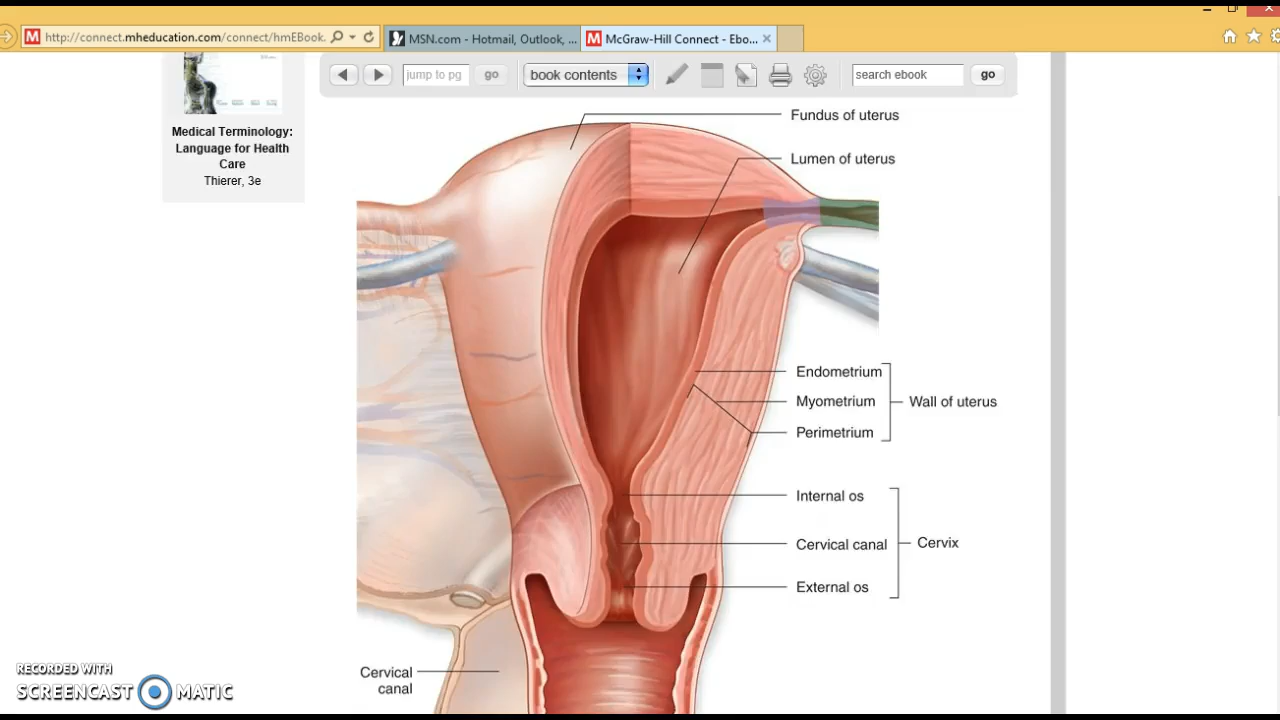 http://connect.mheducation.com/connect/hmEBook.
MSN.com - Hotmail, Outlook, ...
McGraw-Hill Connect - Ebo...
jump to pg
go
book contents
search ebook
go
Medical Terminology:
Language for Health
Care
Thierer, 3e
Fundus of uterus
Lumen of uterus
Endometrium
Myometrium
Wall of uterus
Perimetrium
Internal os
Cervical canal
Cervix
External os
Cervical
canal
RECORDED WITH
SCREENCAST MATIC